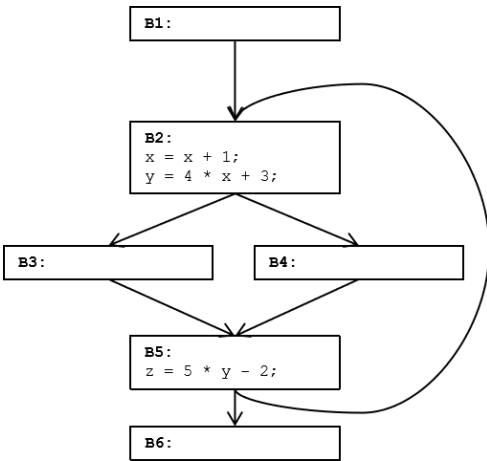 B1:
B2:
x = x + 1;
y = 4 * x + 3;
B3:
B4:
B5:
z = 5 * y - 2;
B6: